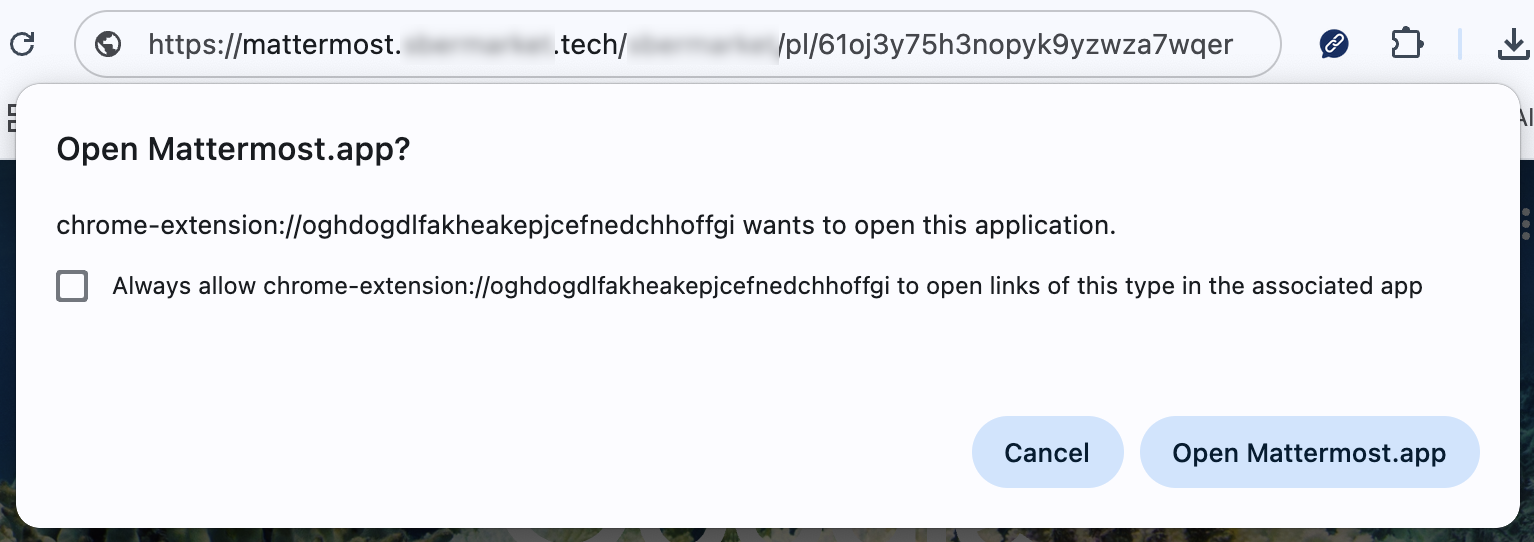 https://mattermost. .tech/ /pl/61oj3y75h3nopyk9yzwza7wqer
Open Mattermost.app?
chrome-extension://oghdogdlfakheakepjcefnedchhoffgi wants to open this application.
Always allow chrome-extension://oghdogdlfakheakepjcefnedchhoffgi to open links of this type in the associated app
Cancel
Open Mattermost.app